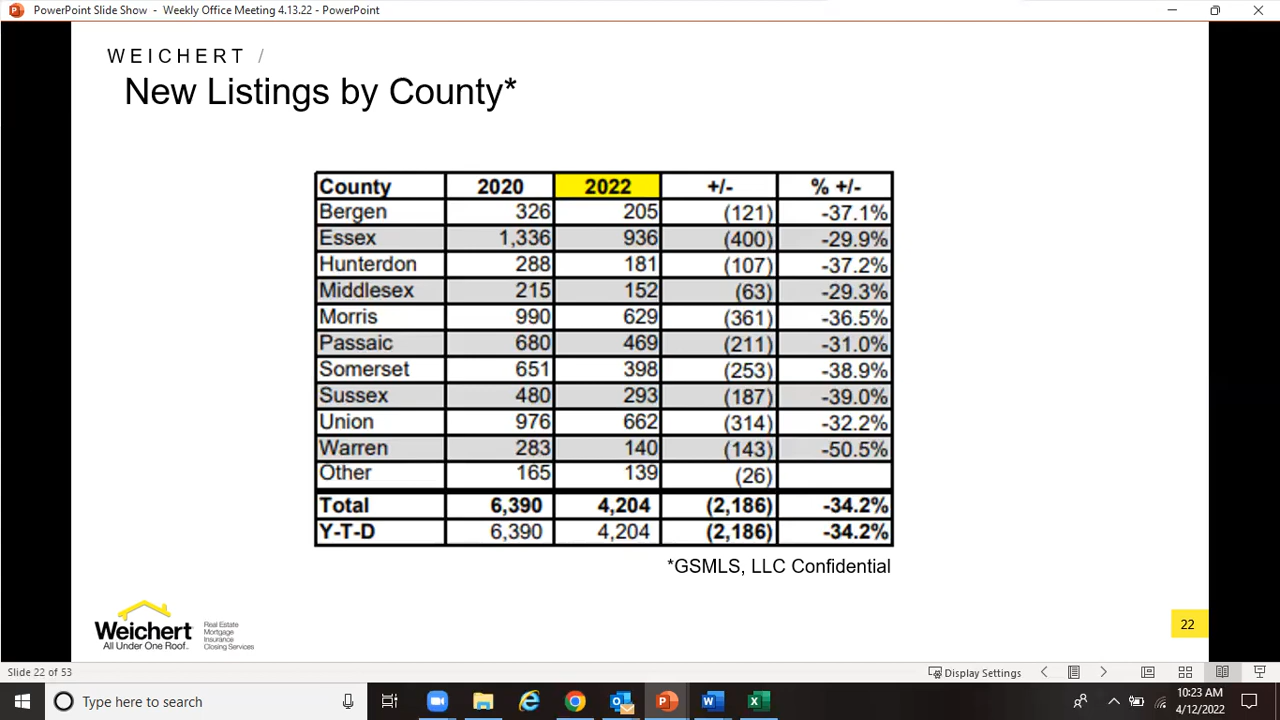 PowerPoint Slide Show - Weekly Office Meeting 4.13.22 - PowerPoint
WEICHERT /
New Listings by County*
County 2020 2022 +/- % +/-
Bergen 326 205 (121) -37.1%
Essex 1,336 936 (400) -29.9%
Hunterdon 288 181 (107) -37.2%
Middlesex 215 152 (63) -29.3%
Morris 990 629 (361) -36.5%
Passaic 680 469 (211) -31.0%
Somerset 651 398 (253) -38.9%
Sussex 480 293 (187) -39.0%
Union 976 662 (314) -32.2%
Warren 283 140 (143) -50.5%
Other 165 139 (26)
Total 6,390 4,204 (2,186) -34.2%
Y-T-D 6,390 4,204 (2,186) -34.2%
*GSMLS, LLC Confidential
Weichert
All Under One Roof.
Real Estate
Mortgage
Insurance
Closing Services
22
Slide 22 of 53
Display Settings
Type here to search
10:23 AM
4/12/2022